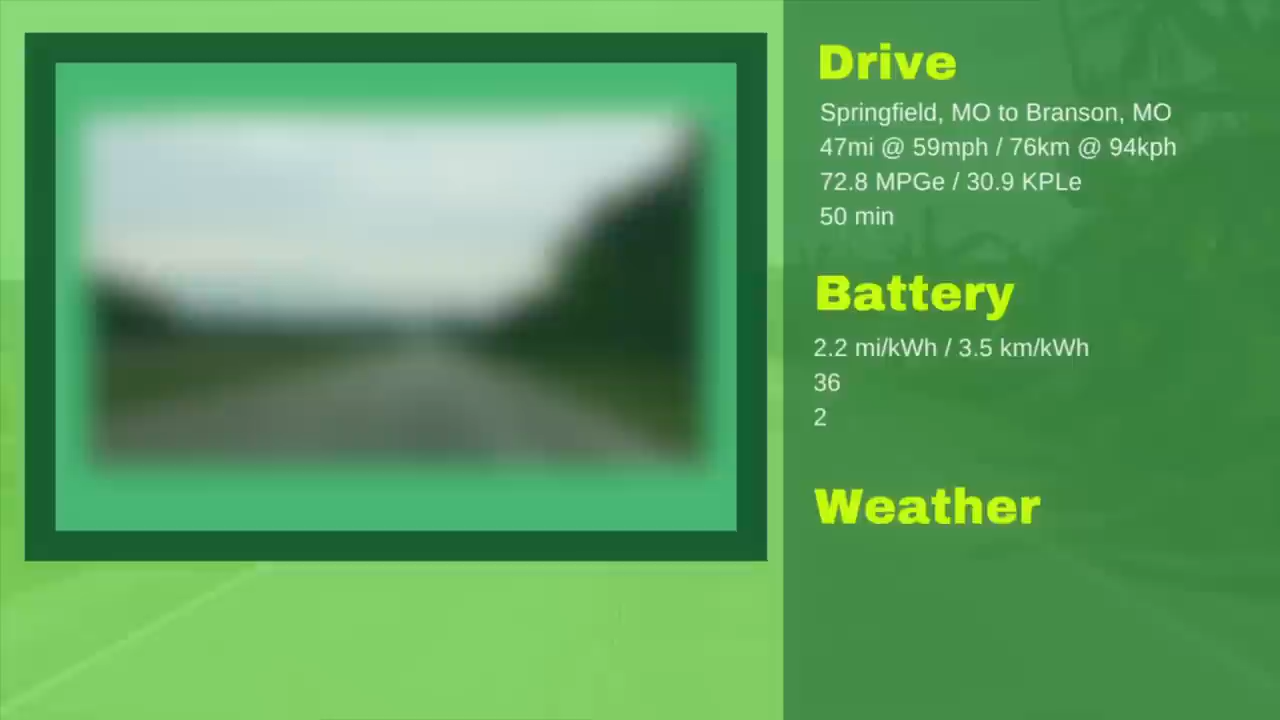 Drive
Springfield, MO to Branson, MO
47mi @ 59mph / 76km @ 94kph
72.8 MPGe / 30.9 KPLe
50 min
Battery
2.2 mi/kWh / 3.5 km/kWh
36
2
Weather